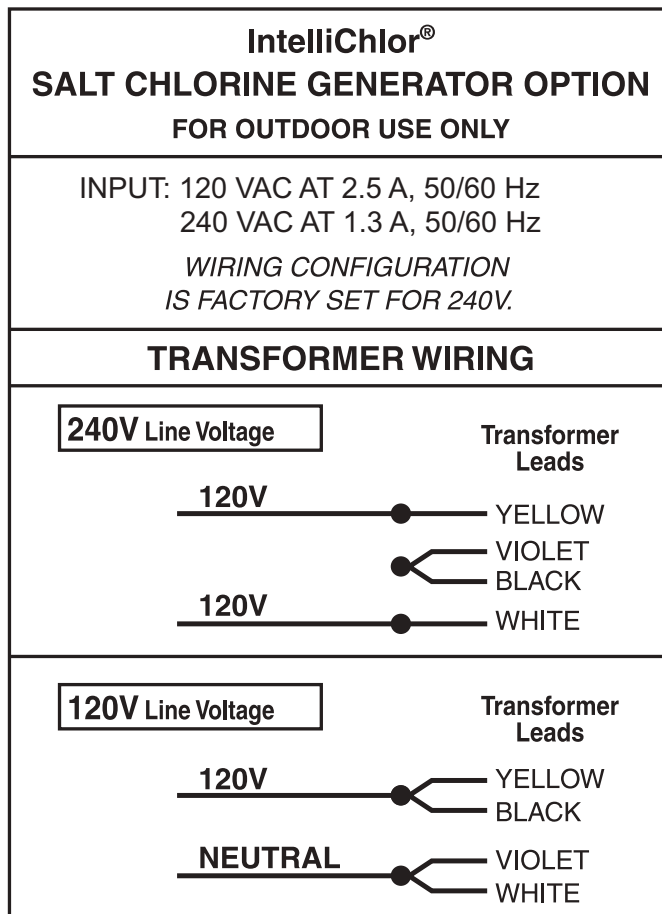 IntelliChlor®
SALT CHLORINE GENERATOR OPTION
FOR OUTDOOR USE ONLY
INPUT: 120 VAC AT 2.5 A, 50/60 Hz
240 VAC AT 1.3 A, 50/60 Hz
WIRING CONFIGURATION
IS FACTORY SET FOR 240V.
TRANSFORMER WIRING
240V Line Voltage
Transformer
Leads
120V
YELLOW
VIOLET
BLACK
120V
WHITE
120V Line Voltage
Transformer
Leads
120V
YELLOW
BLACK
NEUTRAL
VIOLET
WHITE